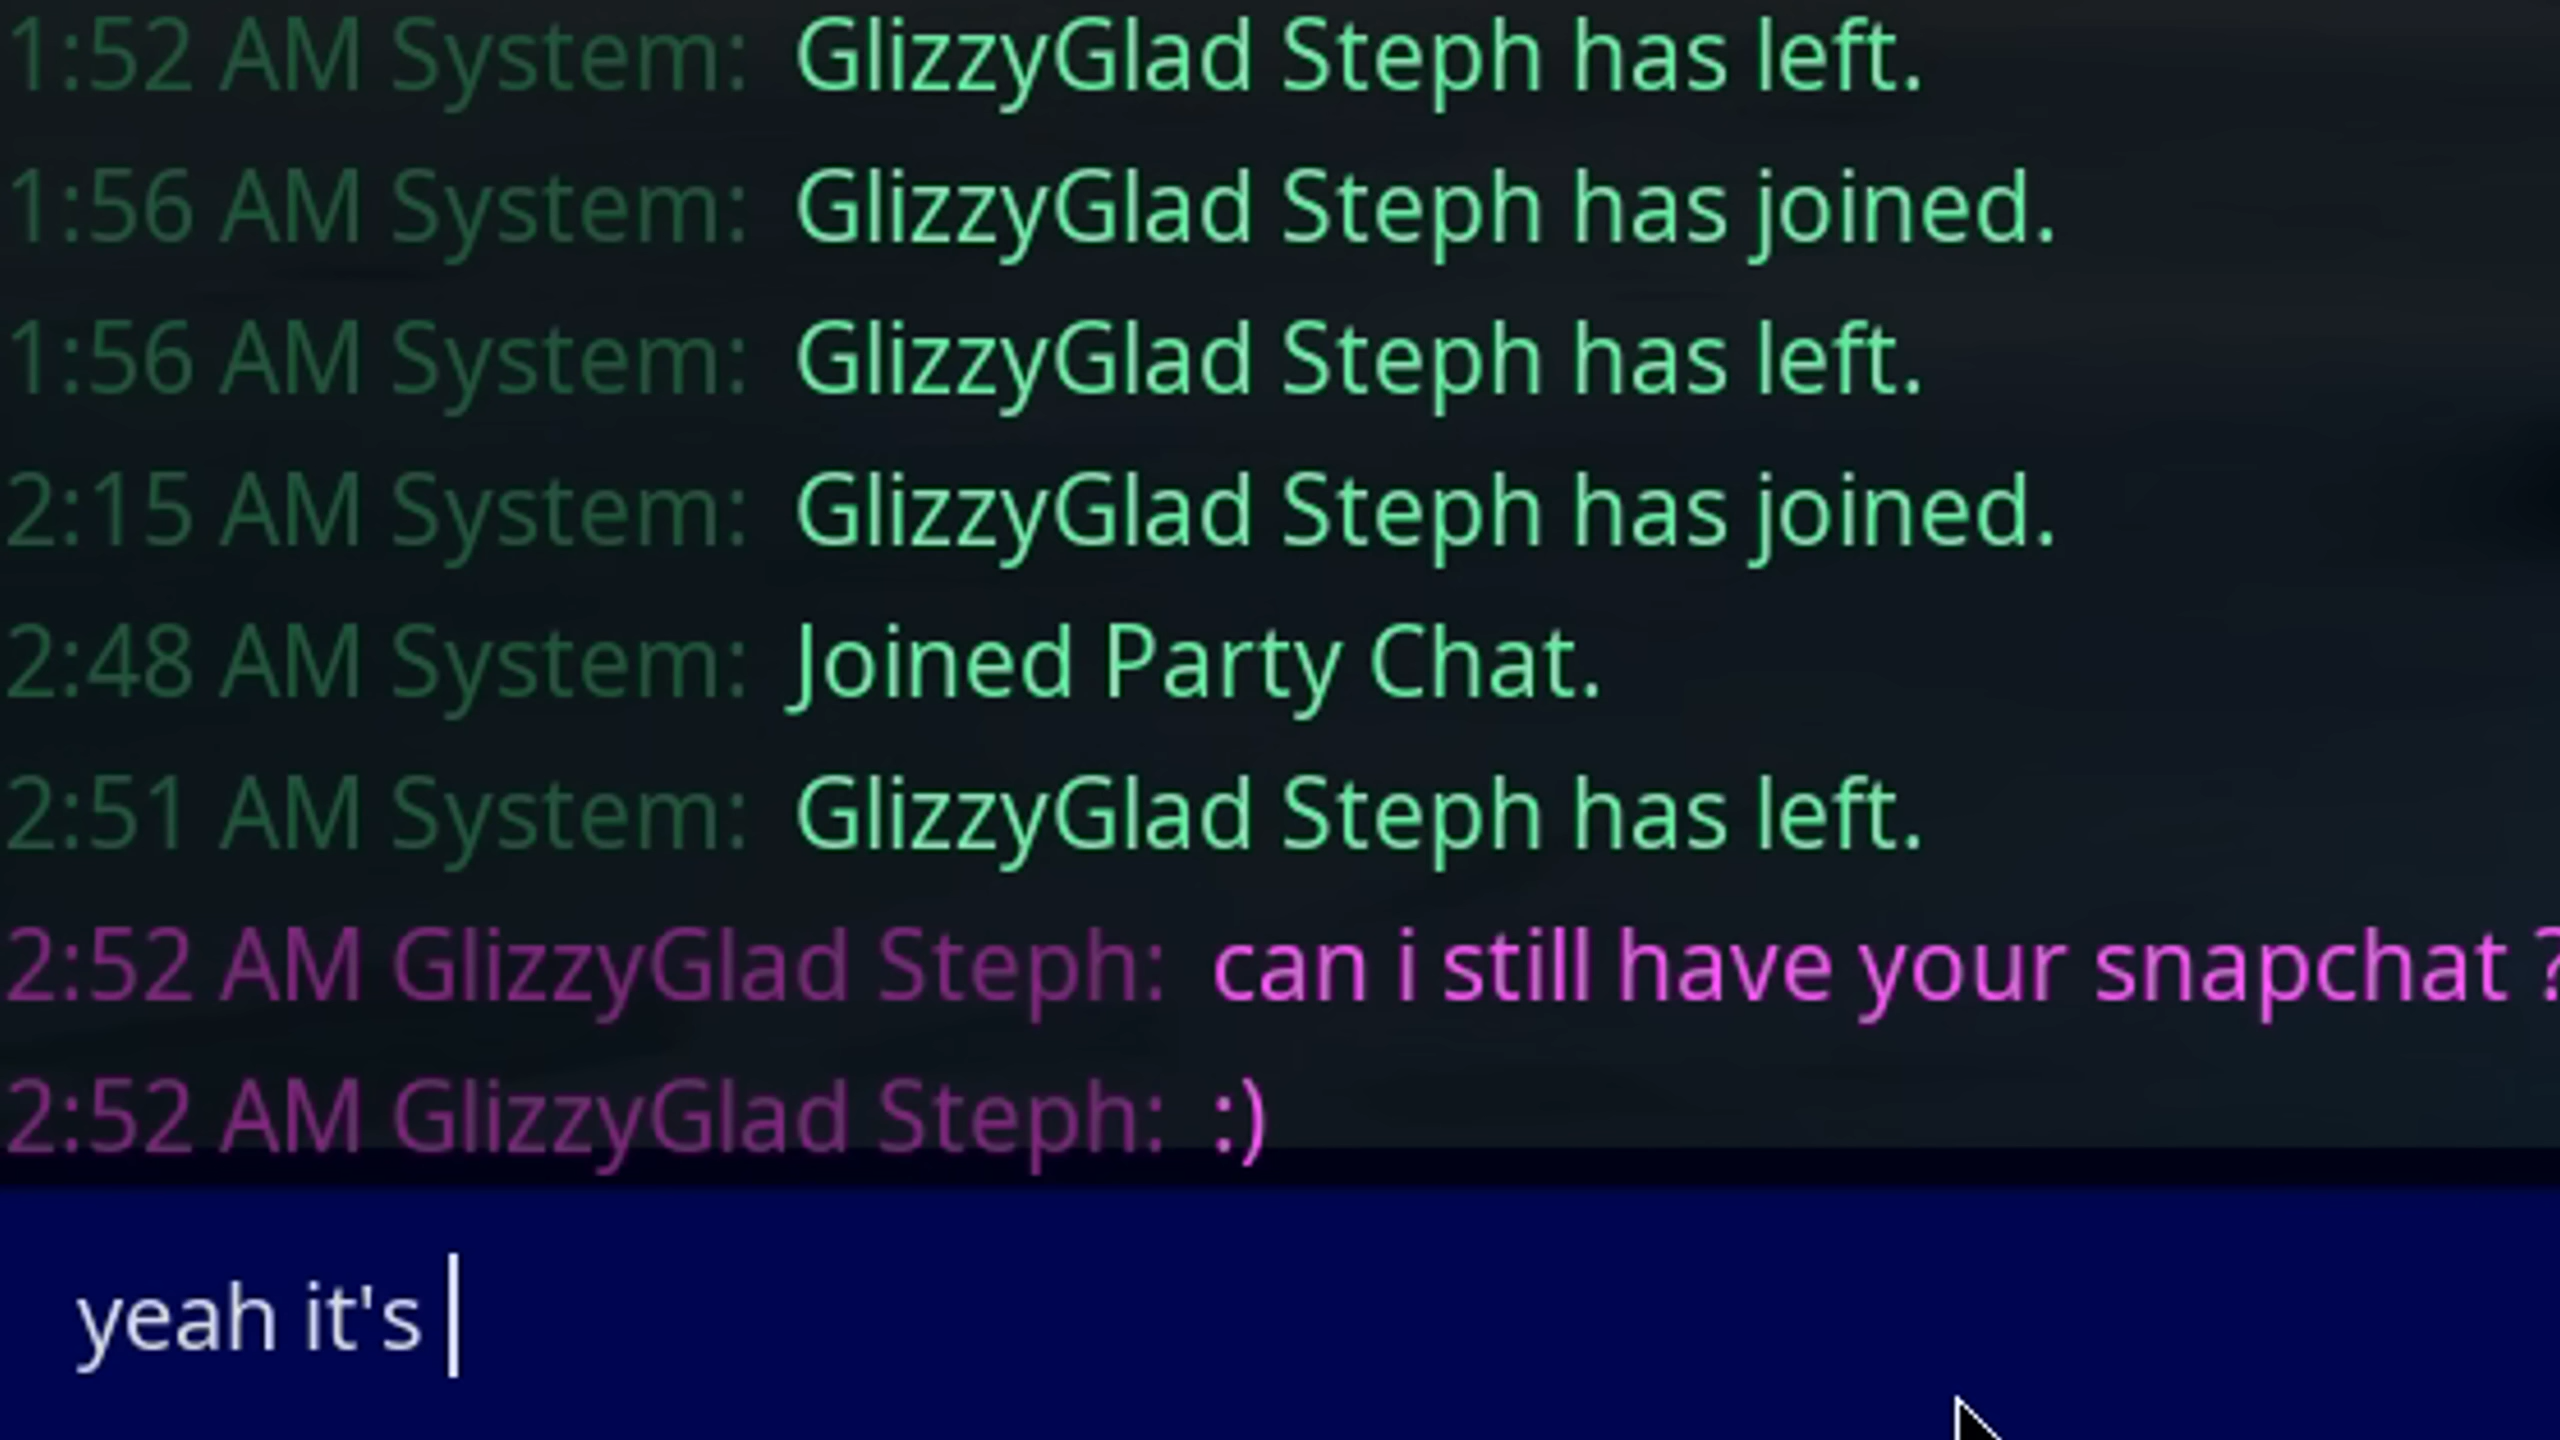 1:52 AM System: GlizzyGlad Steph has left.
1:56 AM System: GlizzyGlad Steph has joined.
1:56 AM System: GlizzyGlad Steph has left.
2:15 AM System: GlizzyGlad Steph has joined.
2:48 AM System: Joined Party Chat.
2:51 AM System: GlizzyGlad Steph has left.
2:52 AM GlizzyGlad Steph: can i still have your snapchat ?
2:52 AM GlizzyGlad Steph: :)
yeah it's